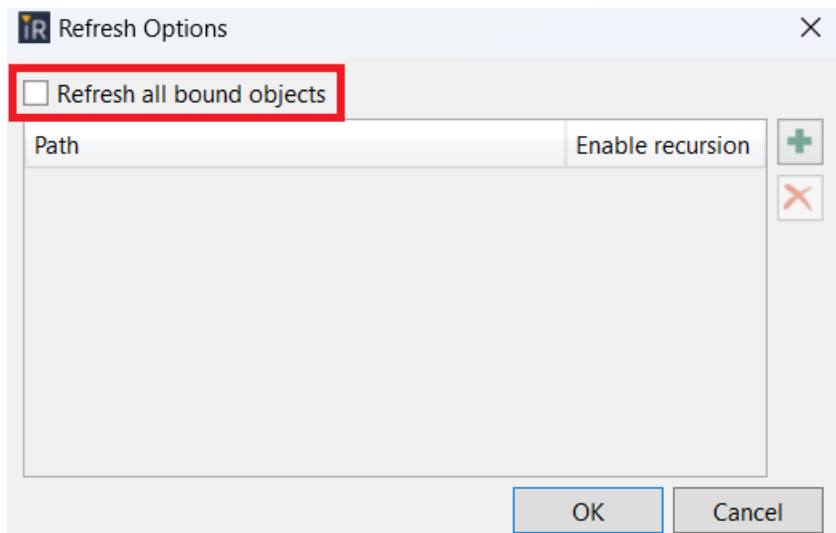 iR Refresh Options
Refresh all bound objects
Path Enable recursion
OK Cancel